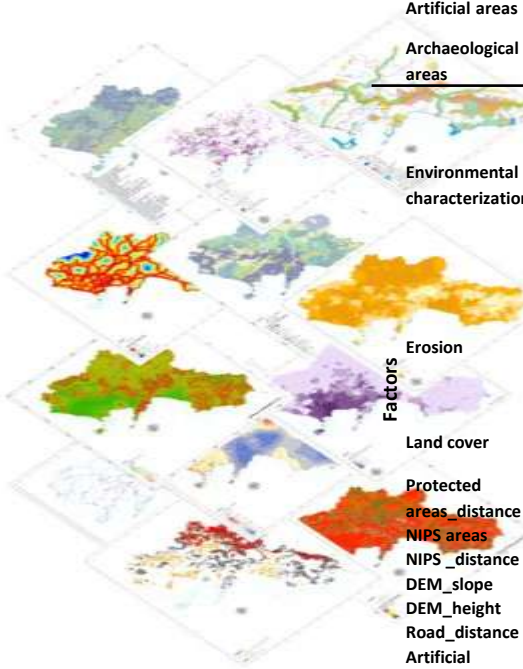 Artificial areas
Archaeological
areas
Environmental
characterization
Erosion
Factors
Land cover
Protected
areas_distance
NIPS areas
NIPS _distance
DEM_slope
DEM_height
Road_distance
Artificial